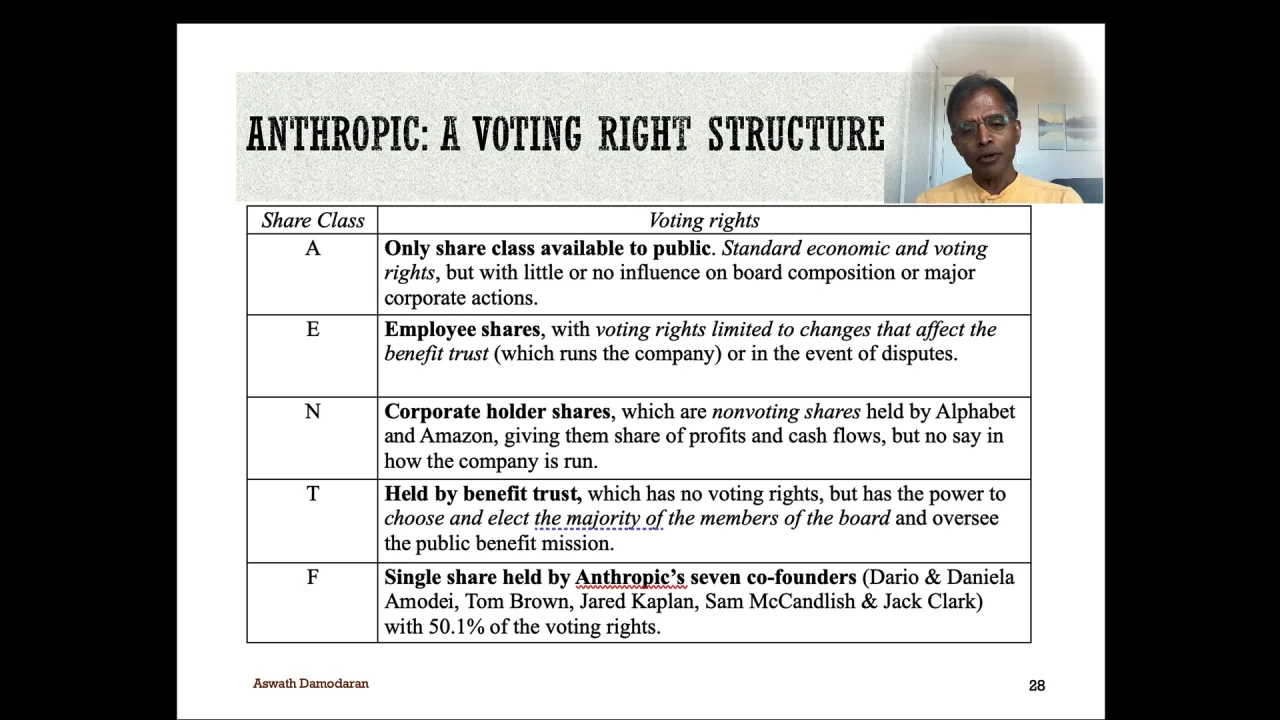 ANTHROPIC: A VOTING RIGHT STRUCTURE
Share Class
Voting rights
A
Only share class available to public. Standard economic and voting
rights, but with little or no influence on board composition or major
corporate actions.
E
Employee shares, with voting rights limited to changes that affect the
benefit trust (which runs the company) or in the event of disputes.
N
Corporate holder shares, which are nonvoting shares held by Alphabet
and Amazon, giving them share of profits and cash flows, but no say in
how the company is run.
T
Held by benefit trust, which has no voting rights, but has the power to
choose and elect the majority of the members of the board and oversee
the public benefit mission.
F
Single share held by Anthropic's seven co-founders (Dario & Daniela
Amodei, Tom Brown, Jared Kaplan, Sam McCandlish & Jack Clark)
with 50.1% of the voting rights.
Aswath Damodaran
28